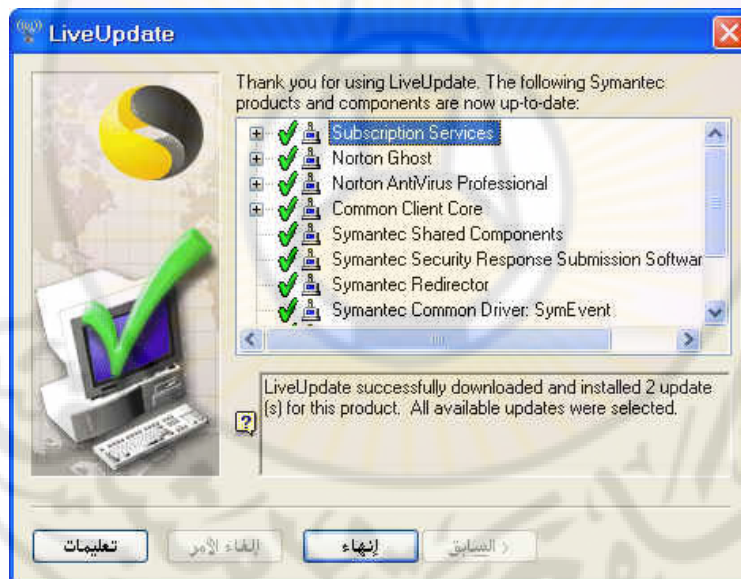 LiveUpdate
Thank you for using LiveUpdate. The following Symantec
products and components are now up-to-date:
Subscription Services
Norton Ghost
Norton AntiVirus Professional
Common Client Core
Symantec Shared Components
Symantec Security Response Submission Softwar
Symantec Redirector
Symantec Common Driver: SymEvent
LiveUpdate successfully downloaded and installed 2 update
(s) for this product. All available updates were selected.
تعليمات إلغاء الأمر إنهاء < السابق